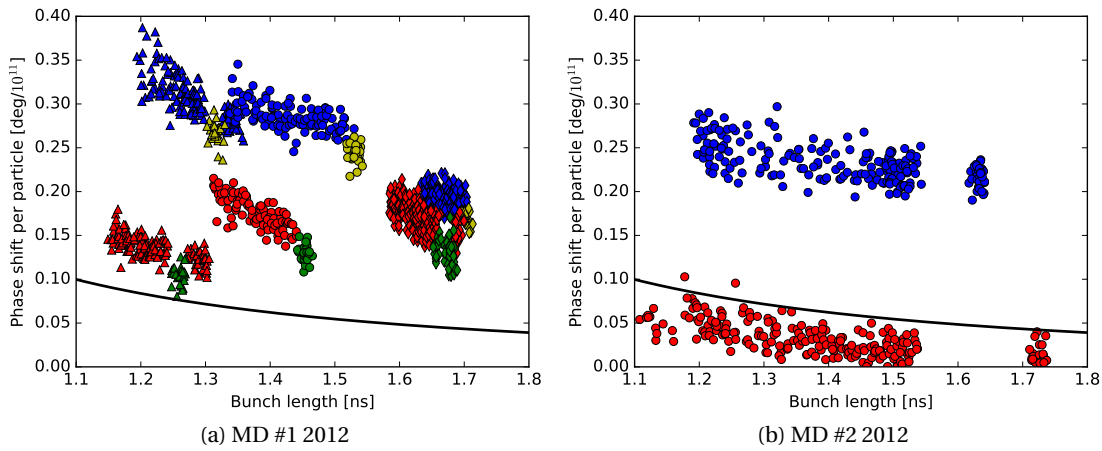 0.40
0.35
0.30
0.25
0.20
0.15
0.10
0.05
0.00
Phase shift per particle [deg/10^11]
1.1 1.2 1.3 1.4 1.5 1.6 1.7 1.8
Bunch length [ns]
(a) MD #1 2012
0.40
0.35
0.30
0.25
0.20
0.15
0.10
0.05
0.00
Phase shift per particle [deg/10^11]
1.1 1.2 1.3 1.4 1.5 1.6 1.7 1.8
Bunch length [ns]
(b) MD #2 2012